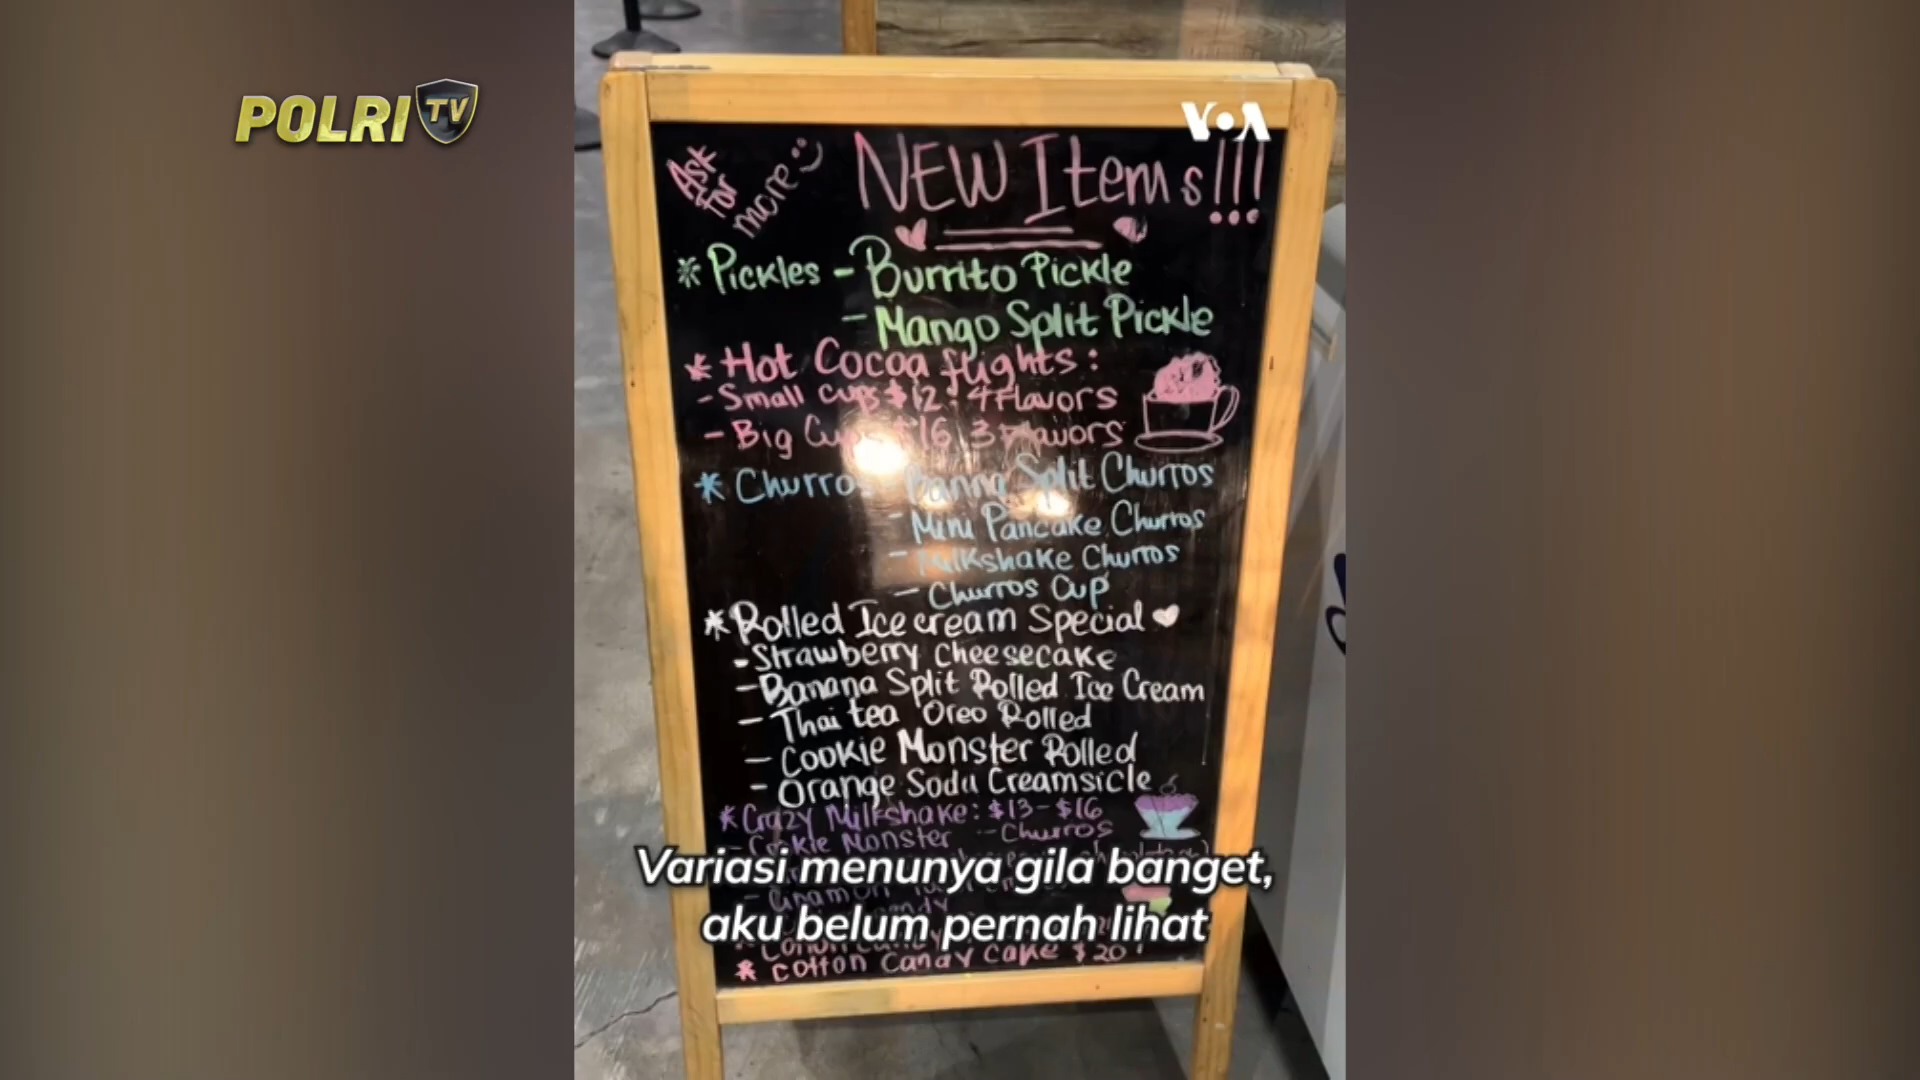 POLRI TV
VOA
Ask for more
NEW Items!!!
* Pickles - Burrito Pickle
- Mango Split Pickle
* Hot Cocoa flights:
- Small Cups $12: 4 Flavors
- Big Cups $16 3 Flavors
* Churros Banna Split Churros
- Mini Pancake Churros
- Milkshake Churros
- Churros Cup
* Rolled Ice cream Special
- Strawberry Cheesecake
- Banana Split Rolled Ice Cream
- Thai tea Oreo Rolled
- Cookie Monster Rolled
- Orange Soda Creamsicle
* Crazy Milkshake: $13-$16
- Cookie Monster - Churros
Variasi menunya gila banget,
aku belum pernah lihat
* Cotton Candy Cake $20